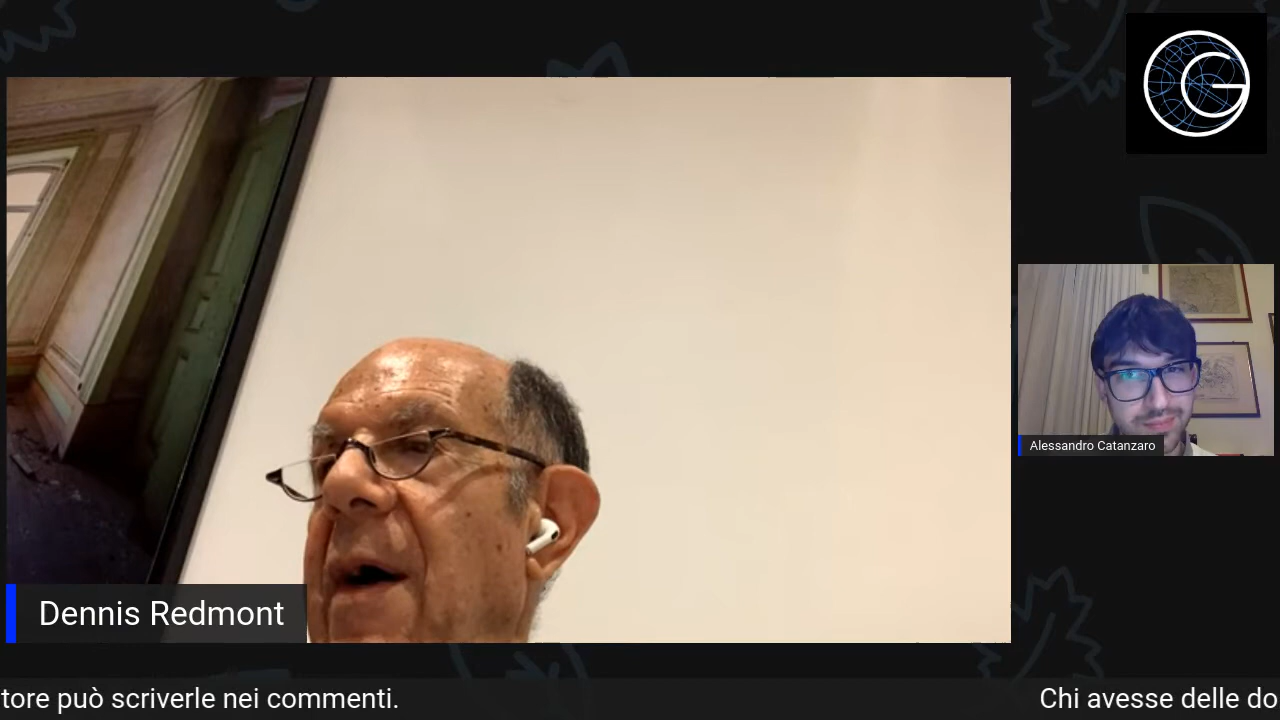 Alessandro Catanzaro
Dennis Redmont
tore può scriverle nei commenti.
Chi avesse delle do